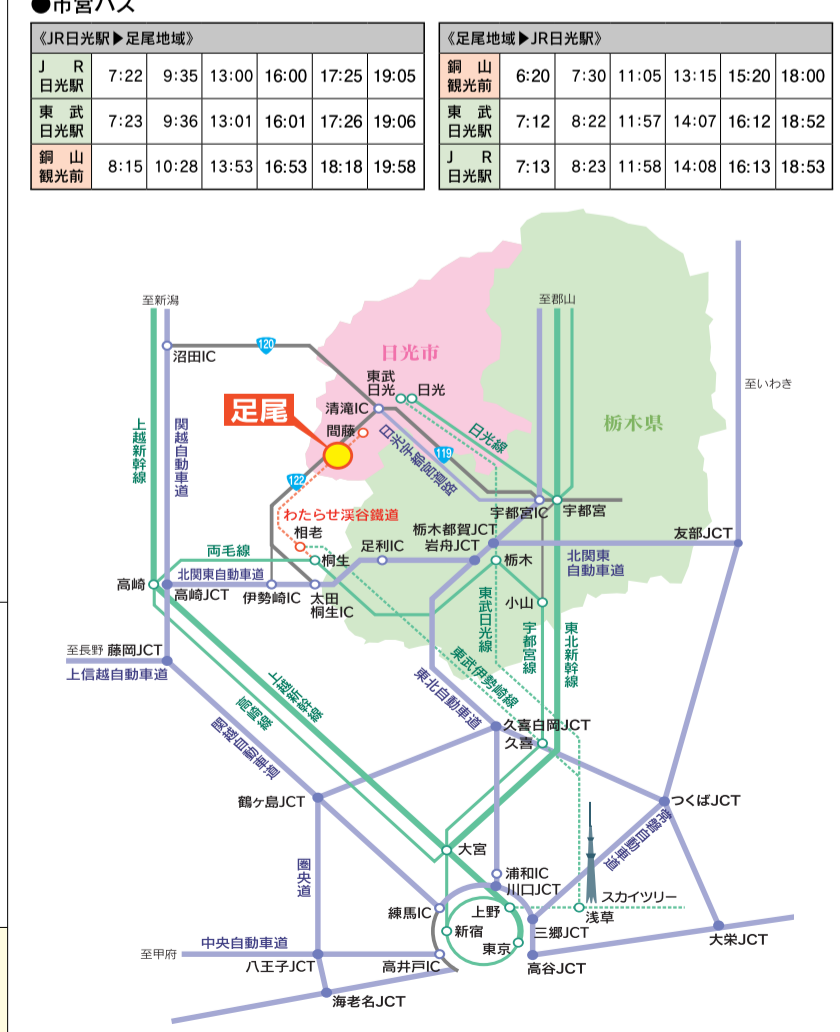 ●市営バス
《JR日光駅▶足尾地域》
JR日光駅 7:22 9:35 13:00 16:00 17:25 19:05
東武日光駅 7:23 9:36 13:01 16:01 17:26 19:06
銅山観光前 8:15 10:28 13:53 16:53 18:18 19:58
《足尾地域▶JR日光駅》
銅山観光前 6:20 7:30 11:05 13:15 15:20 18:00
東武日光駅 7:12 8:22 11:57 14:07 16:12 18:52
JR日光駅 7:13 8:23 11:58 14:08 16:13 18:53
至新潟
至郡山
沼田IC
120
日光市
東武日光
日光
至いわき
足尾
清滝IC
間藤
上越新幹線
関越自動車道
日光線
栃木県
日光宇都宮道路
119
122
宇都宮IC
宇都宮
わたらせ渓谷鐵道
相老
栃木都賀JCT
岩舟JCT
友部JCT
両毛線
桐生
足利IC
栃木
北関東自動車道
高崎
北関東自動車道
高崎JCT
伊勢崎IC
太田桐生IC
小山
東武日光線
宇都宮線
東北新幹線
至長野
藤岡JCT
上信越自動車道
上越新幹線
高崎線
関越自動車道
東武伊勢崎線
東北自動車道
久喜白岡JCT
久喜
鶴ヶ島JCT
つくばJCT
常磐自動車道
大宮
圏央道
浦和IC
川口JCT
スカイツリー
練馬IC
上野
浅草
新宿
三郷JCT
大栄JCT
東京
中央自動車道
至甲府
八王子JCT
高井戸IC
高谷JCT
海老名JCT